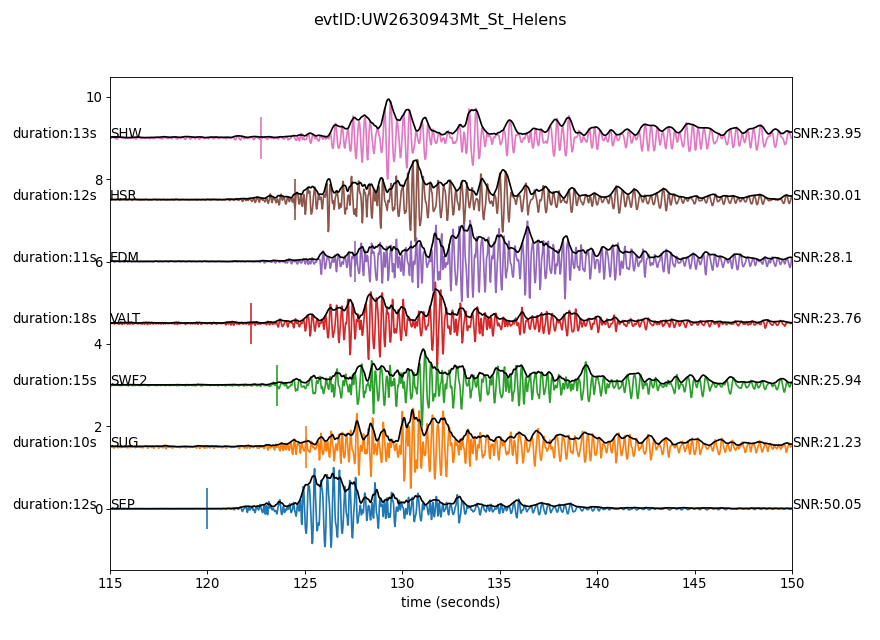 evtID:UW2630943Mt_St_Helens
10
duration:13s SHW SNR:23.95
8
duration:12s HSR SNR:30.01
duration:11s EDM SNR:28.1
6
duration:18s VALT SNR:23.76
4
duration:15s SWF2 SNR:25.94
2
duration:10s SUG SNR:21.23
duration:12s SEP SNR:50.05
0
115 120 125 130 135 140 145 150
time (seconds)